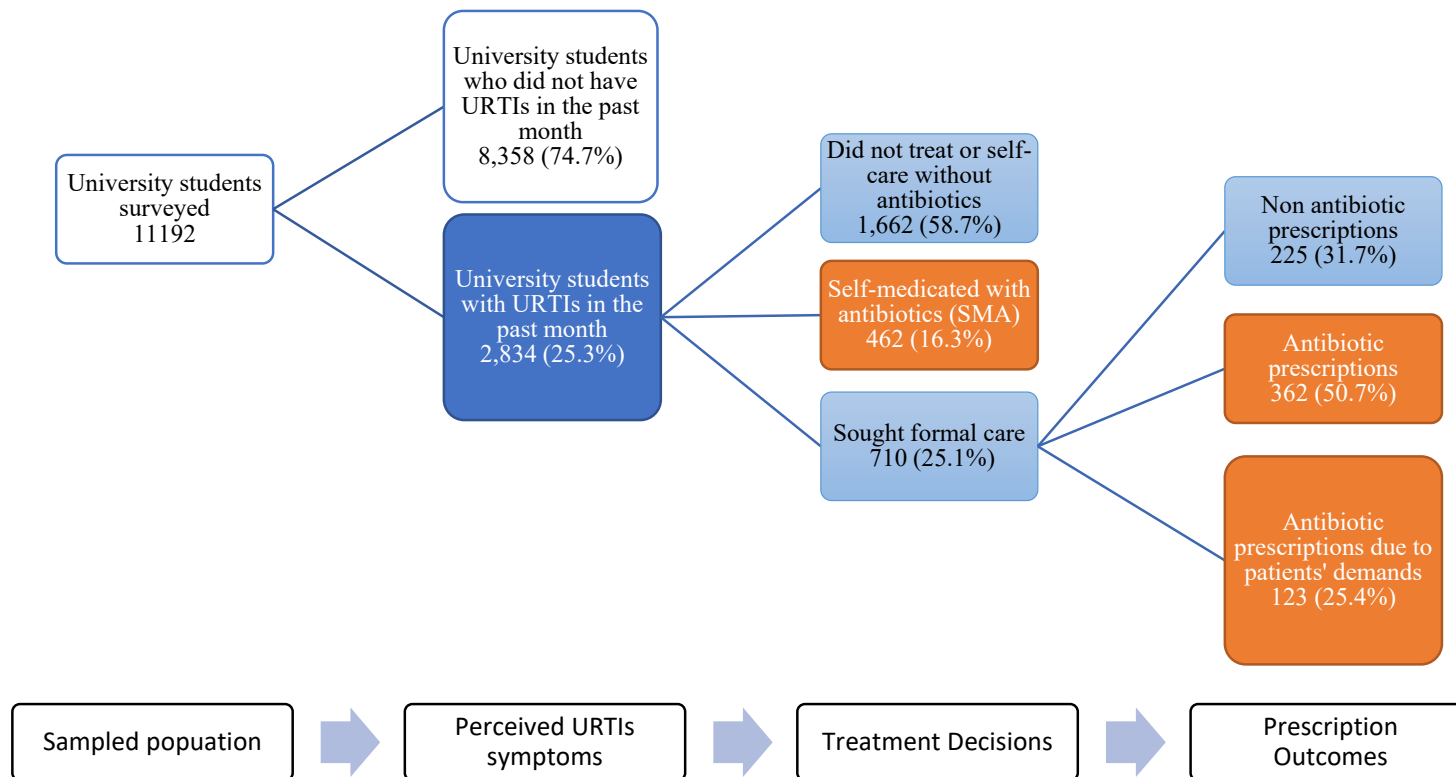 University students
surveyed
11192
University students
who did not have
URTIs in the past
month
8,358 (74.7%)
University students
with URTIs in the
past month
2,834 (25.3%)
Did not treat or self-
care without
antibiotics
1,662 (58.7%)
Self-medicated with
antibiotics (SMA)
462 (16.3%)
Sought formal care
710 (25.1%)
Non antibiotic
prescriptions
225 (31.7%)
Antibiotic
prescriptions
362 (50.7%)
Antibiotic
prescriptions due to
patients' demands
123 (25.4%)
Sampled popuation
Perceived URTIs
symptoms
Treatment Decisions
Prescription
Outcomes